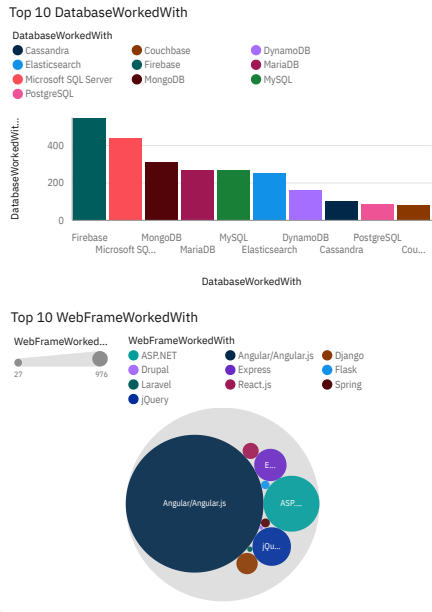 Top 10 DatabaseWorkedWith
DatabaseWorkedWith
Cassandra Couchbase DynamoDB
Elasticsearch Firebase MariaDB
Microsoft SQL Server MongoDB MySQL
PostgreSQL
DatabaseWorkedWit...
400
200
0
Firebase MongoDB MySQL DynamoDB PostgreSQL
Microsoft SQ... MariaDB Elasticsearch Cassandra Cou...
DatabaseWorkedWith
Top 10 WebFrameWorkedWith
WebFrameWorked... WebFrameWorkedWith
ASP.NET Angular/Angular.js Django
Drupal Express Flask
Laravel React.js Spring
jQuery
27 976
E...
Angular/Angular.js ASP....
jQu...